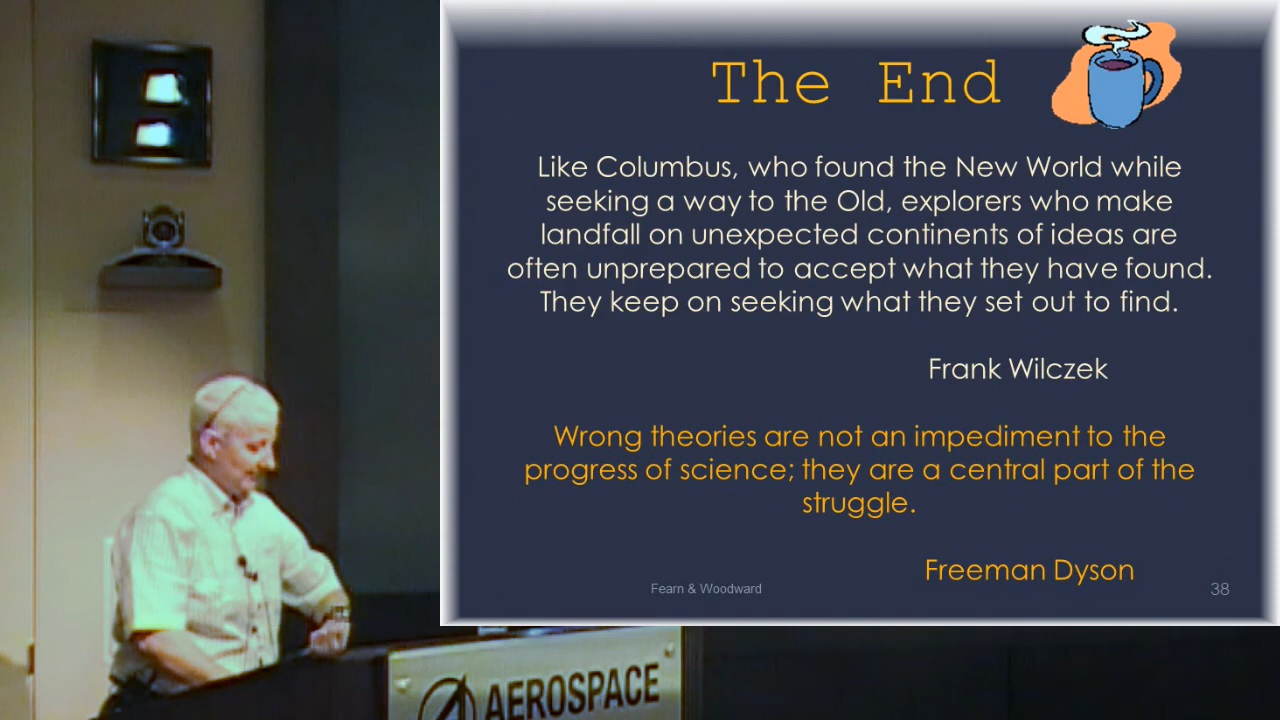 The End
Like Columbus, who found the New World while
seeking a way to the Old, explorers who make
landfall on unexpected continents of ideas are
often unprepared to accept what they have found.
They keep on seeking what they set out to find.
Frank Wilczek
Wrong theories are not an impediment to the
progress of science; they are a central part of the
struggle.
Freeman Dyson
Fearn & Woodward
38
AEROSPACE